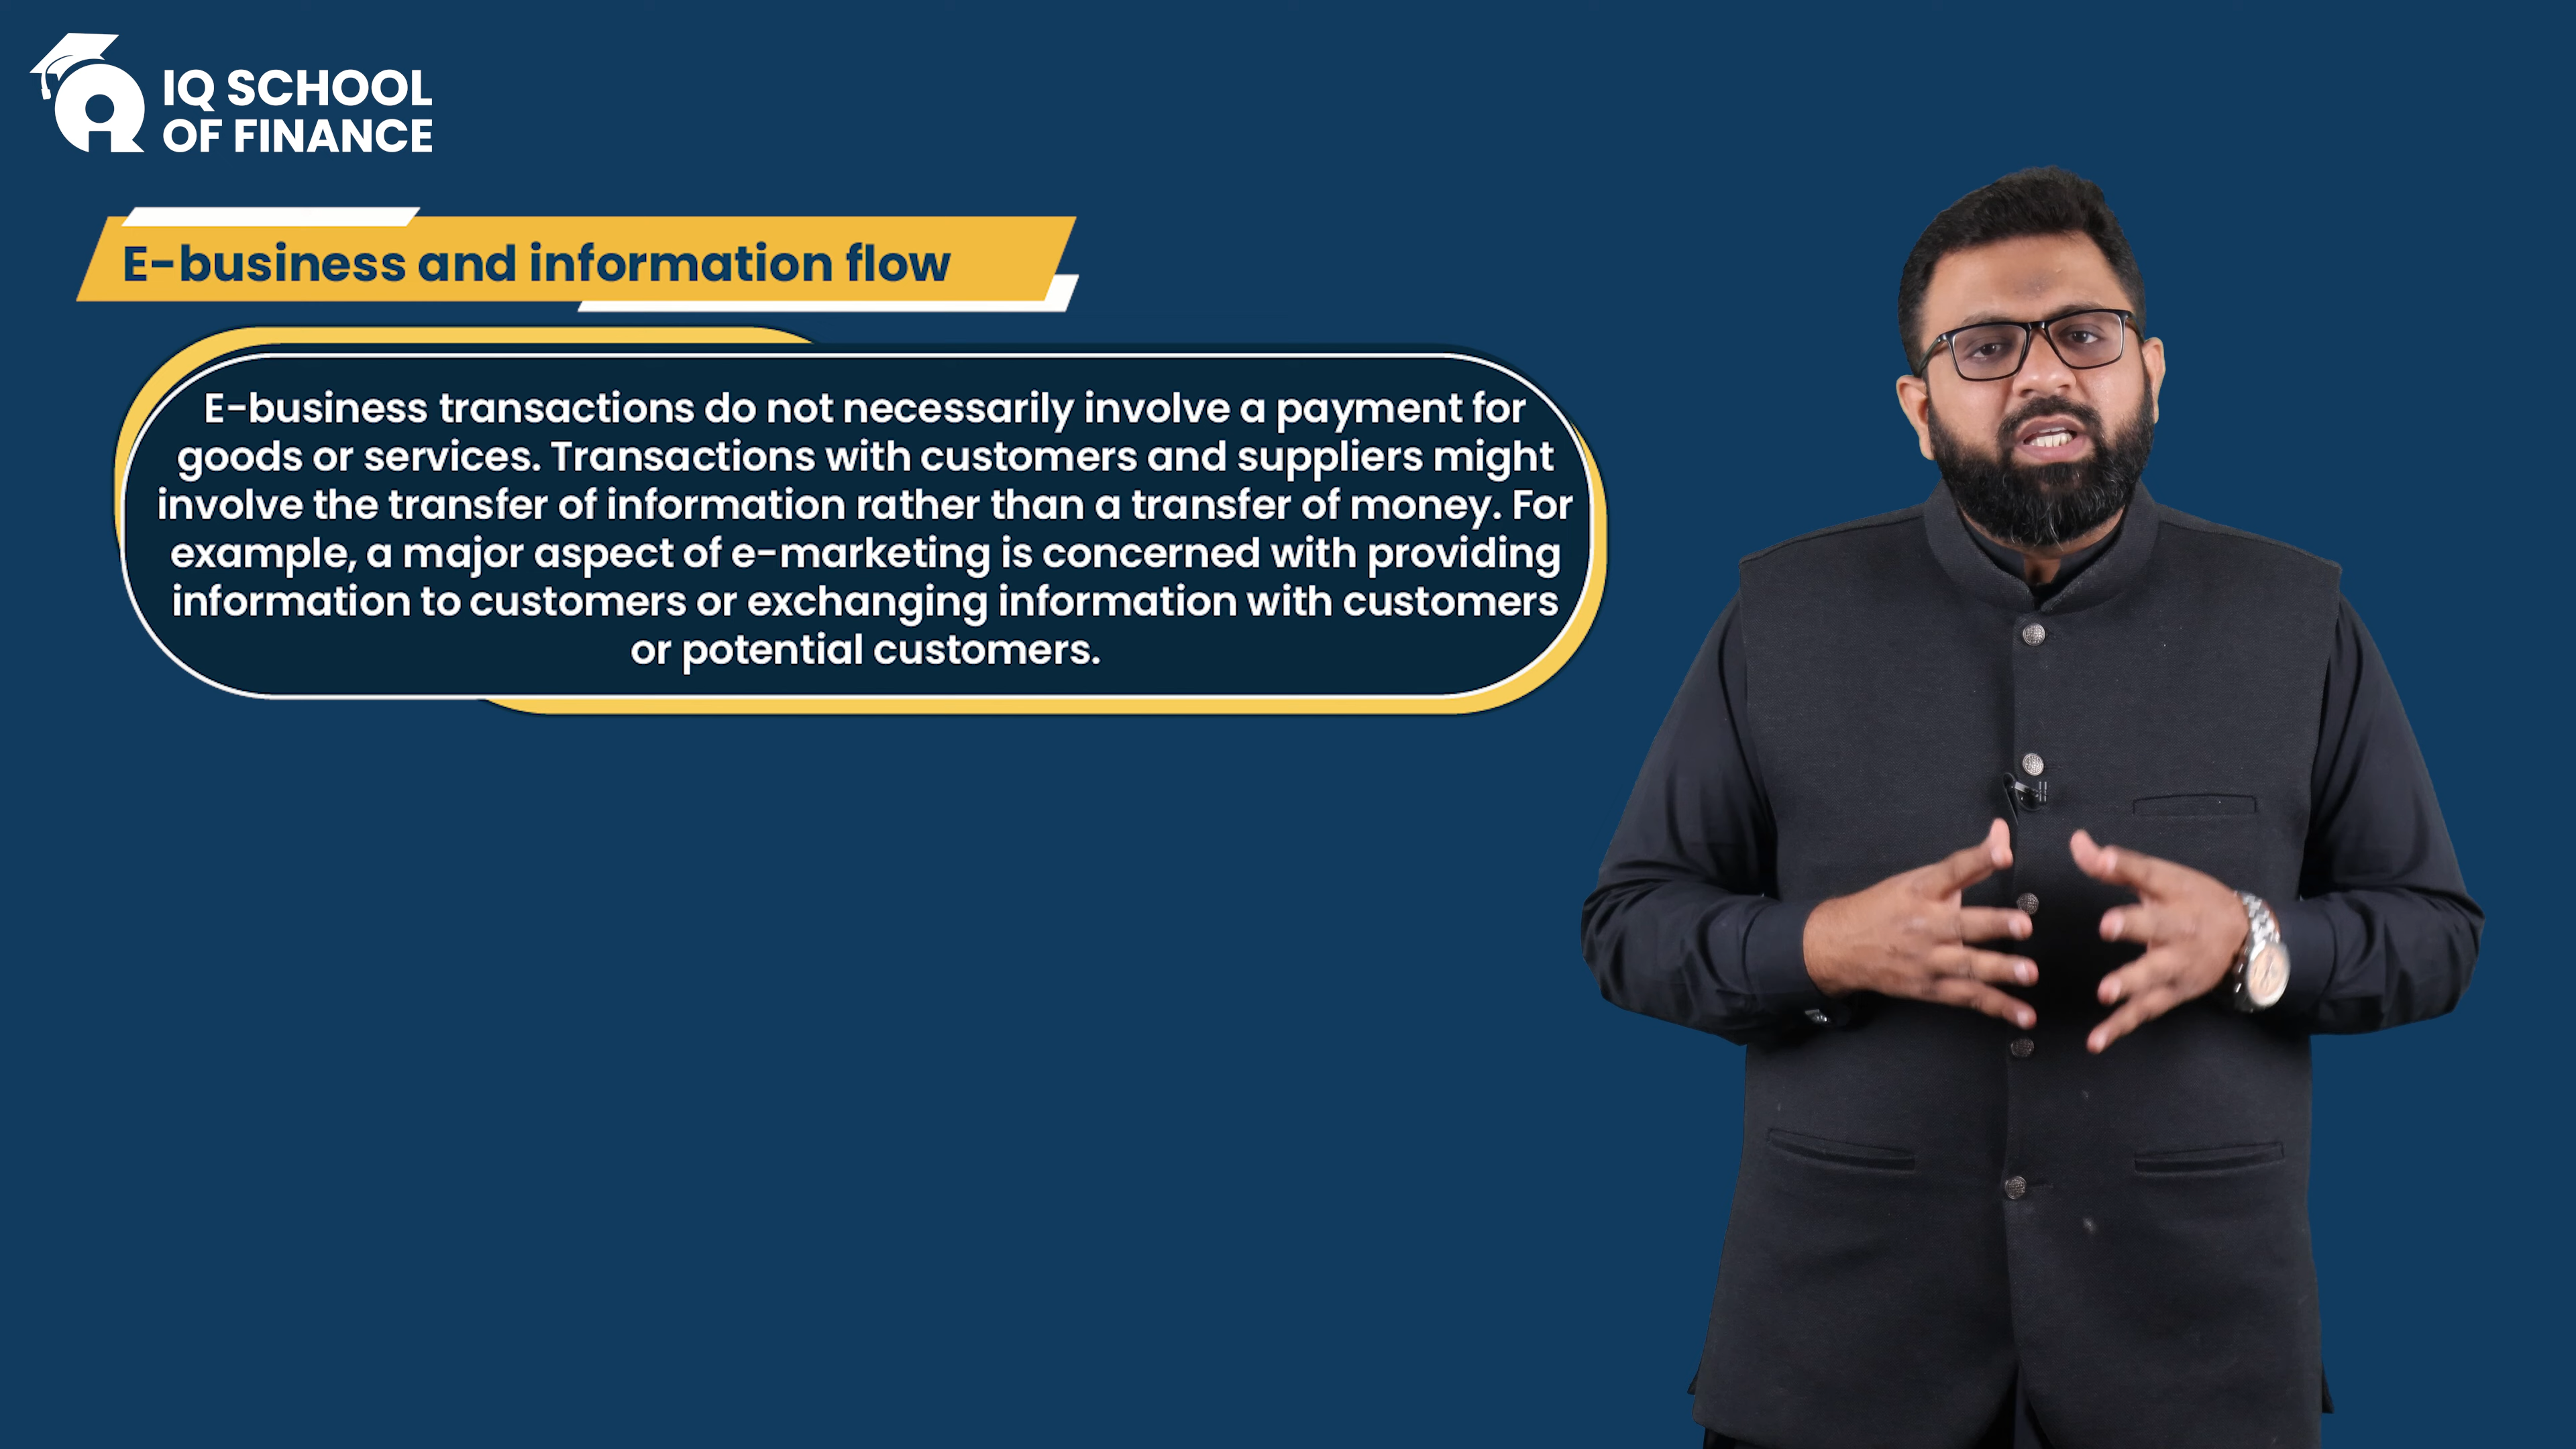 IQ SCHOOL
OF FINANCE
E-business and information flow
E-business transactions do not necessarily involve a payment for
goods or services. Transactions with customers and suppliers might
involve the transfer of information rather than a transfer of money. For
example, a major aspect of e-marketing is concerned with providing
information to customers or exchanging information with customers
or potential customers.